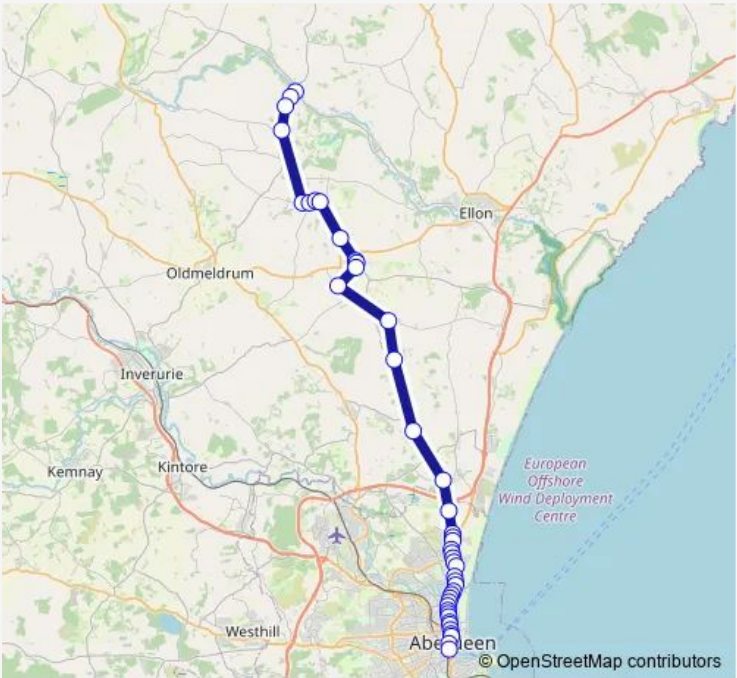 Ellon
Oldmeldrum
Inverurie
Kemnay
Kintore
European
Offshore
Wind Deployment
Centre
Westhill
Aberdeen
© OpenStreetMap contributors